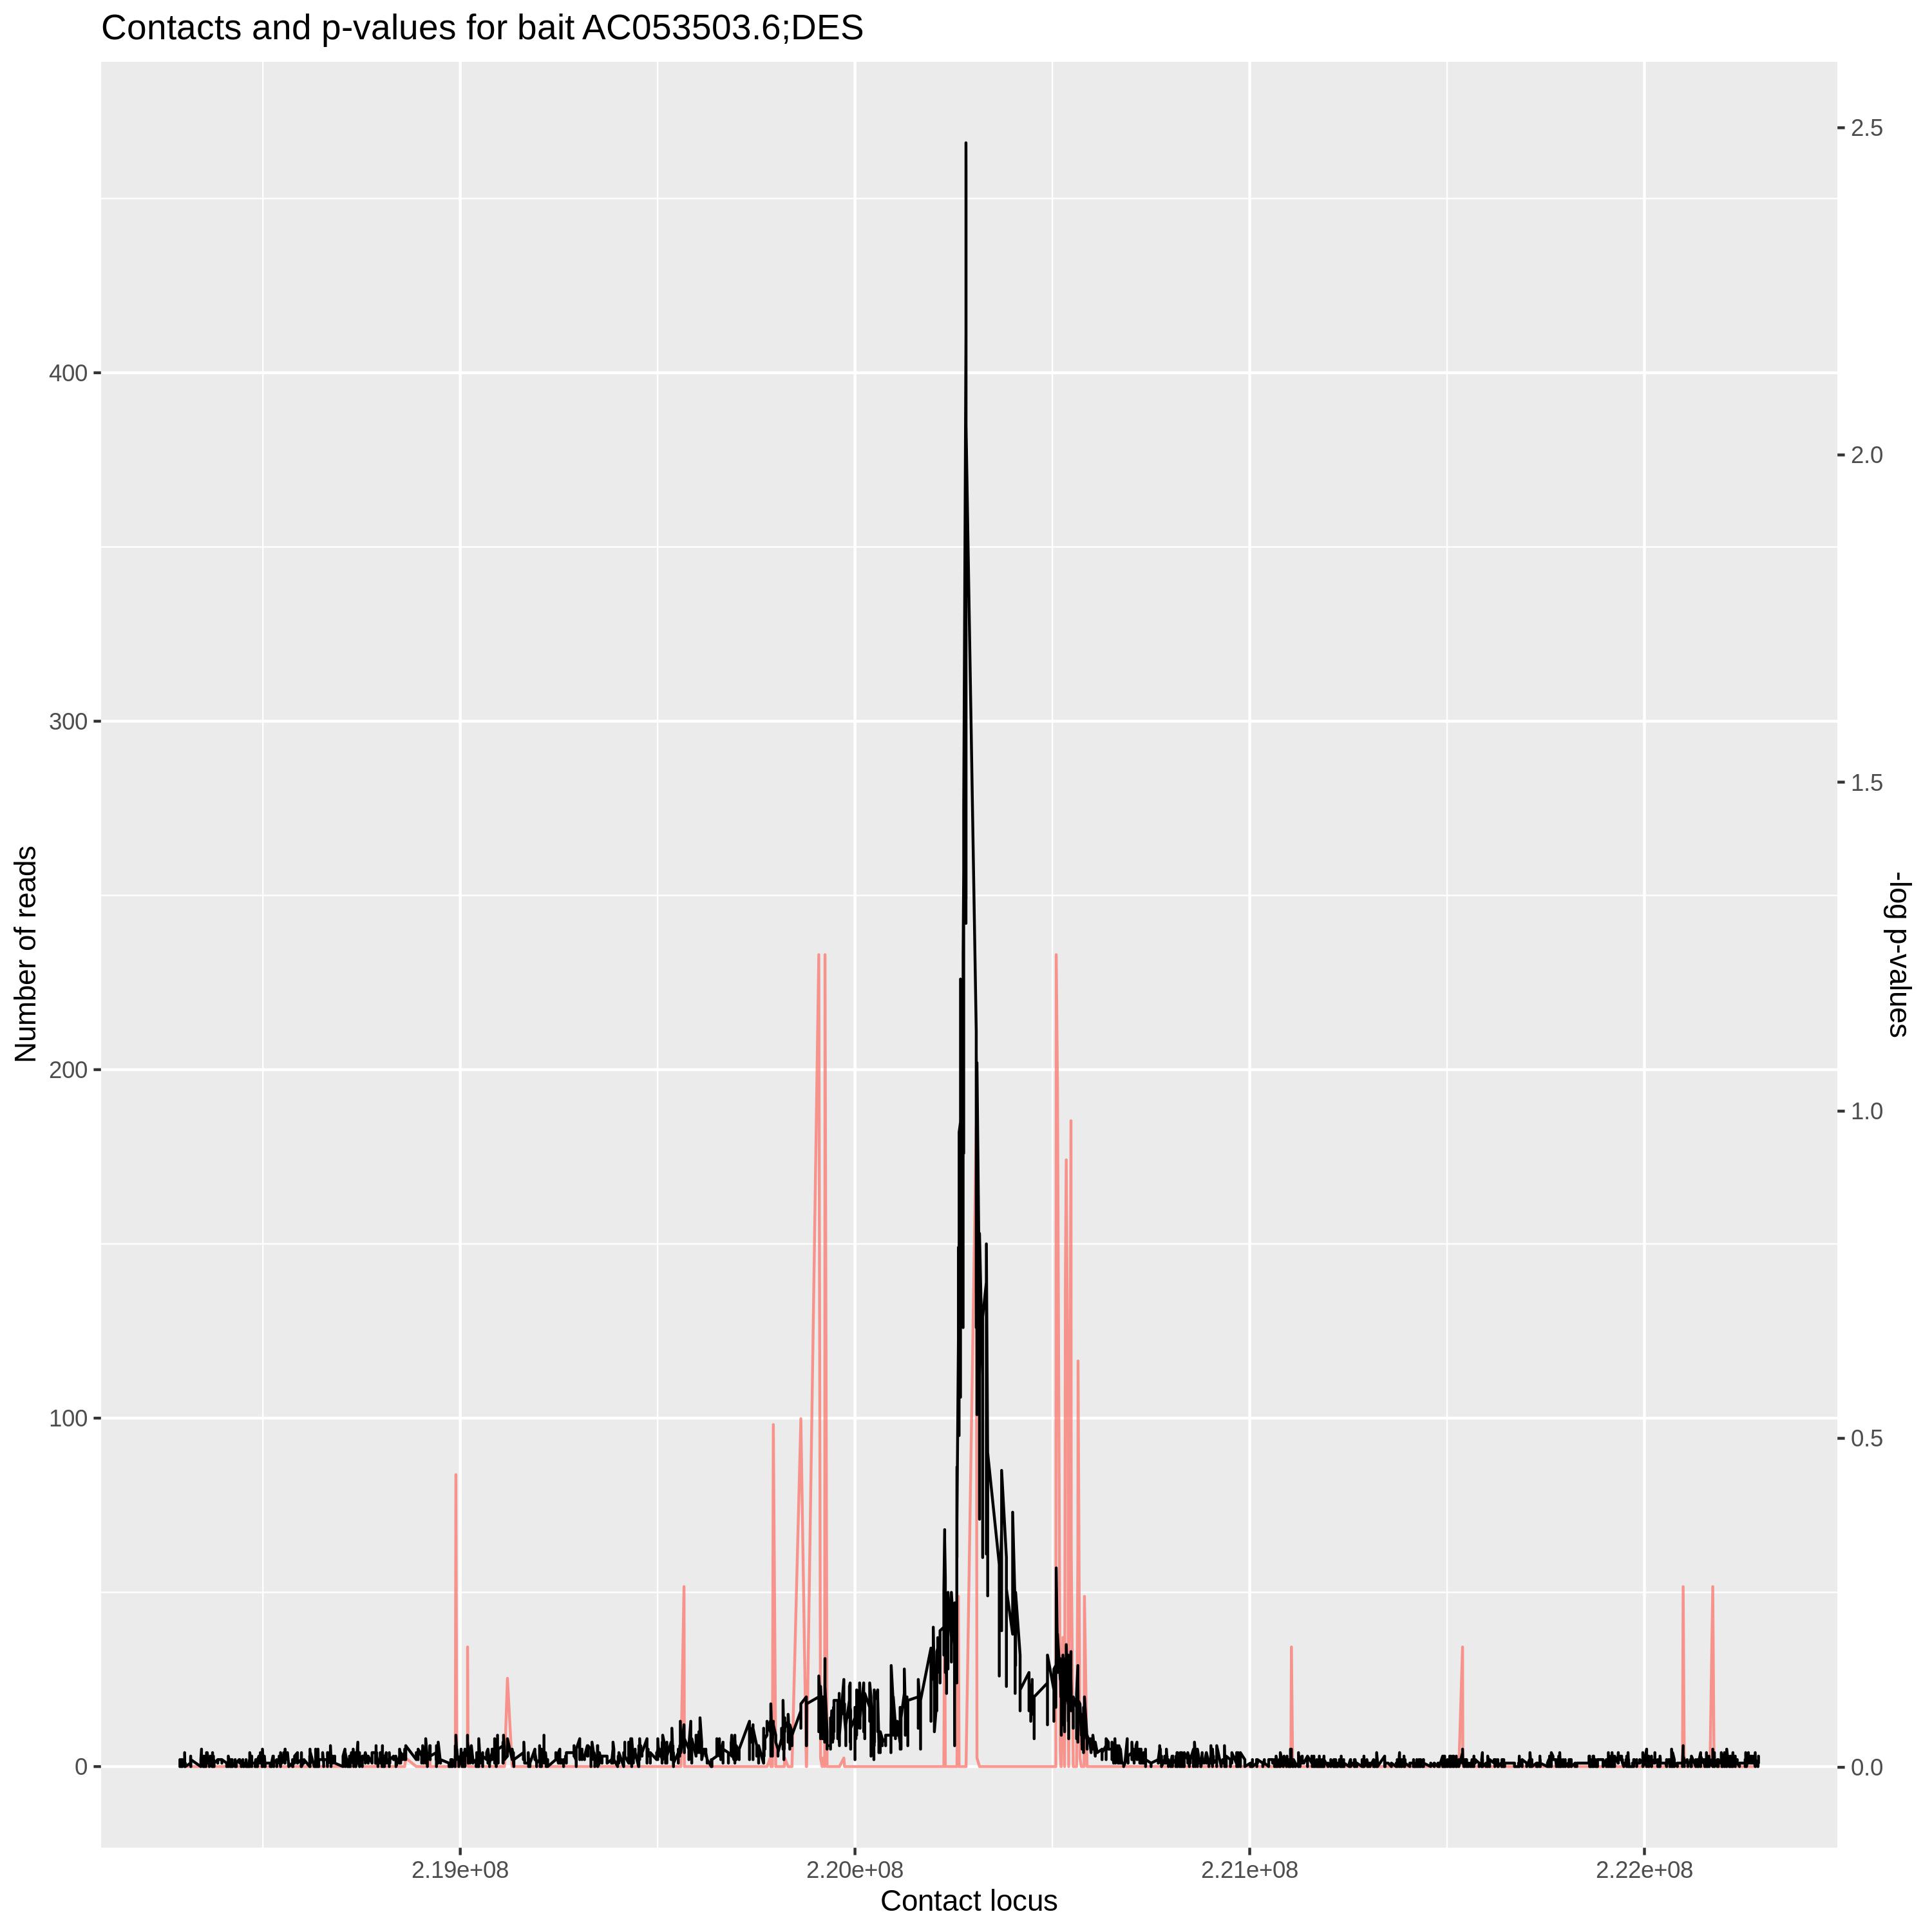 Contacts and p-values for bait AC053503.6;DES
Number of reads
400
300
200
100
0
2.5
2.0
1.5
1.0
0.5
0.0
-log p-values
2.19e+08
2.20e+08
2.21e+08
2.22e+08
Contact locus